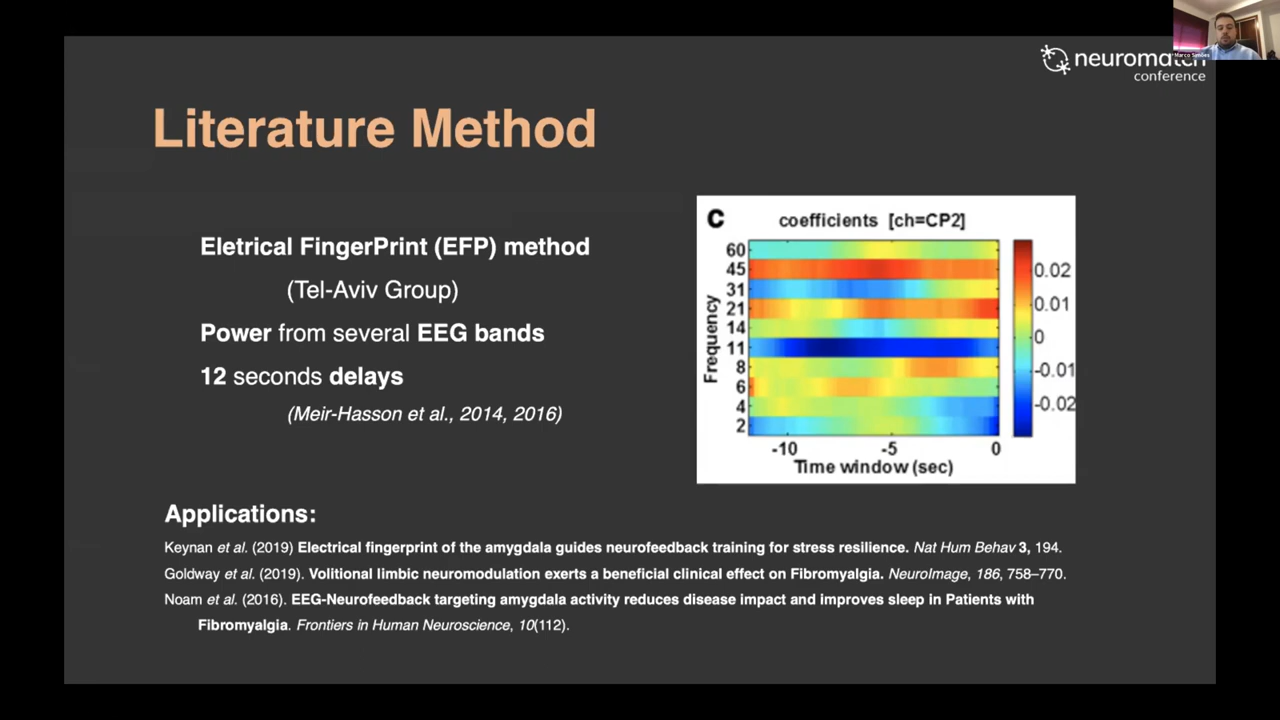 Marco Simões
neuromatch
conference
Literature Method
Eletrical FingerPrint (EFP) method
(Tel-Aviv Group)
Power from several EEG bands
12 seconds delays
(Meir-Hasson et al., 2014, 2016)
C
coefficients [ch=CP2]
Frequency
60
45
31
21
14
11
8
6
4
2
-10
-5
0
Time window (sec)
0.02
0.01
0
-0.01
-0.02
Applications:
Keynan et al. (2019) Electrical fingerprint of the amygdala guides neurofeedback training for stress resilience. Nat Hum Behav 3, 194.
Goldway et al. (2019). Volitional limbic neuromodulation exerts a beneficial clinical effect on Fibromyalgia. NeuroImage, 186, 758–770.
Noam et al. (2016). EEG-Neurofeedback targeting amygdala activity reduces disease impact and improves sleep in Patients with
Fibromyalgia. Frontiers in Human Neuroscience, 10(112).